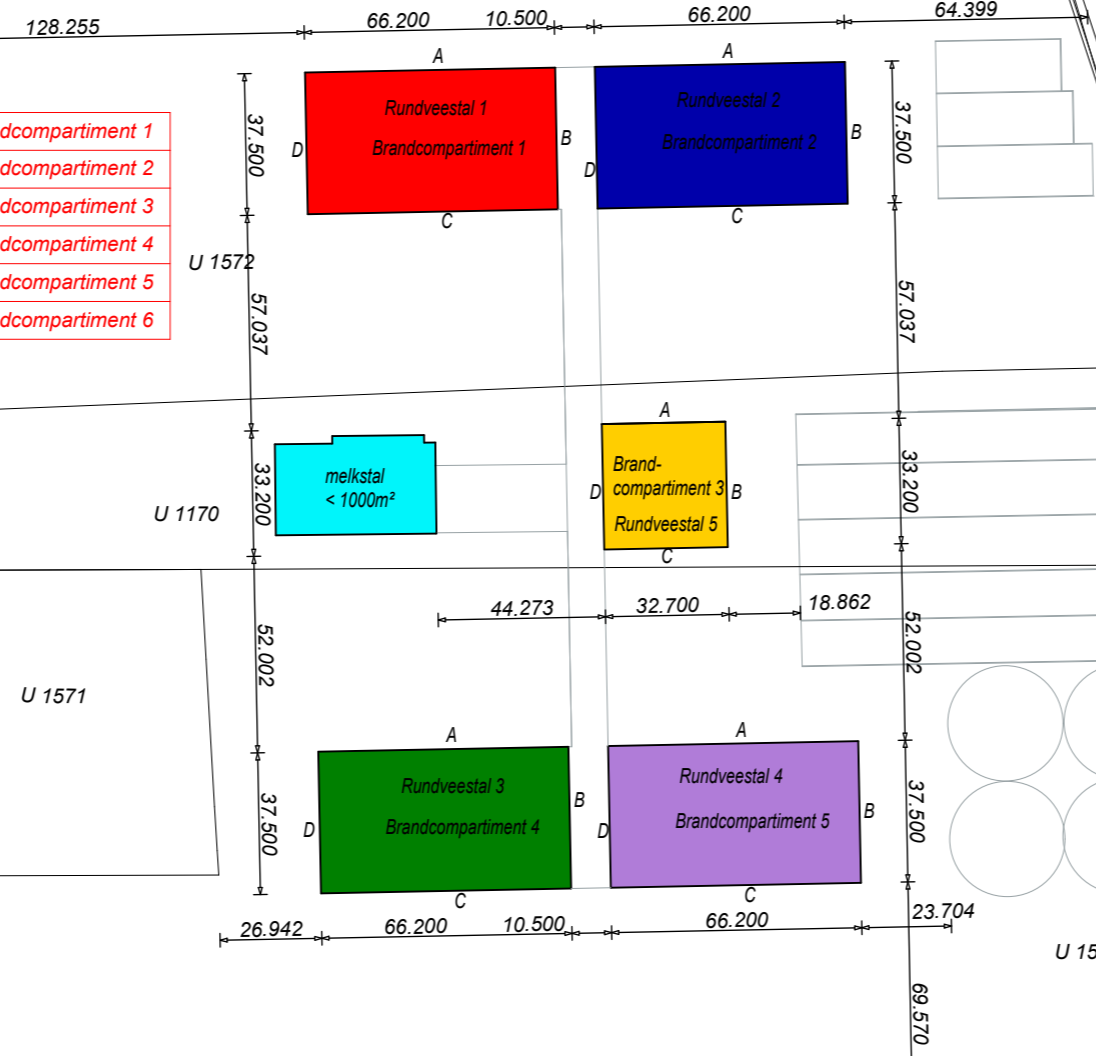 128.255
66.200
10.500
66.200
64.399
A
A
Rundveestal 1
Brandcompartiment 1
Rundveestal 2
Brandcompartiment 2
D
B
D
B
C
C
37.500
37.500
dcompartiment 1
dcompartiment 2
dcompartiment 3
dcompartiment 4
dcompartiment 5
dcompartiment 6
U 1572
57.037
57.037
A
melkstal
< 1000m²
Brand-
compartiment 3
Rundveestal 5
D
B
C
33.200
33.200
U 1170
44.273
32.700
18.862
52.002
52.002
U 1571
A
A
Rundveestal 3
Brandcompartiment 4
Rundveestal 4
Brandcompartiment 5
D
B
D
B
C
C
37.500
37.500
26.942
66.200
10.500
66.200
23.704
U 15
69.570